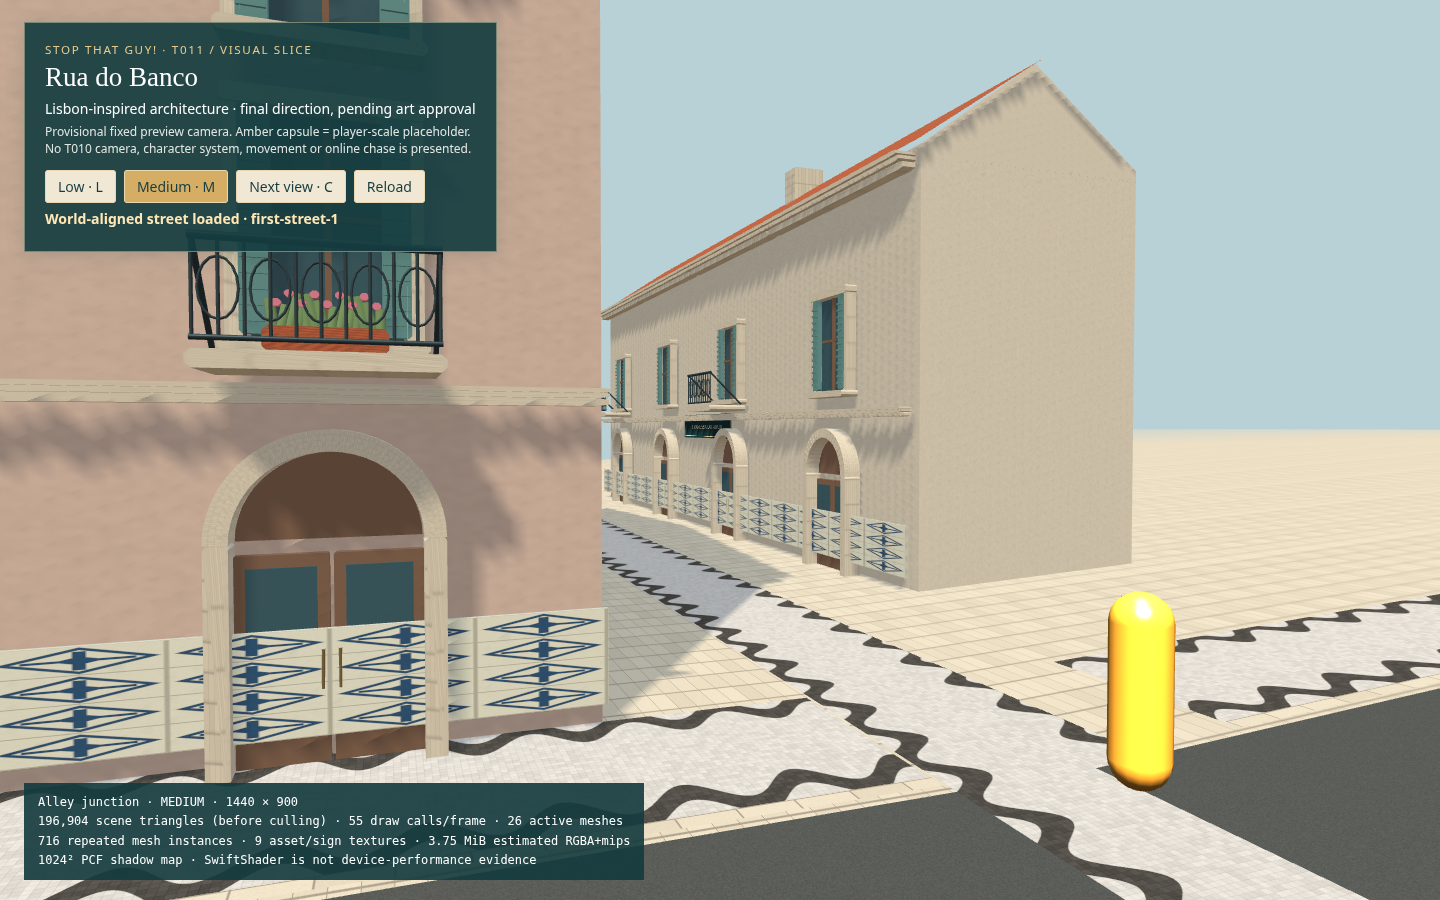 STOP THAT GUY! · T011 / VISUAL SLICE
Rua do Banco
Lisbon-inspired architecture · final direction, pending art approval
Provisional fixed preview camera. Amber capsule = player-scale placeholder.
No T010 camera, character system, movement or online chase is presented.
Low · L
Medium · M
Next view · C
Reload
World-aligned street loaded · first-street-1
Alley junction · MEDIUM · 1440 × 900
196,904 scene triangles (before culling) · 55 draw calls/frame · 26 active meshes
716 repeated mesh instances · 9 asset/sign textures · 3.75 MiB estimated RGBA+mips
1024² PCF shadow map · SwiftShader is not device-performance evidence